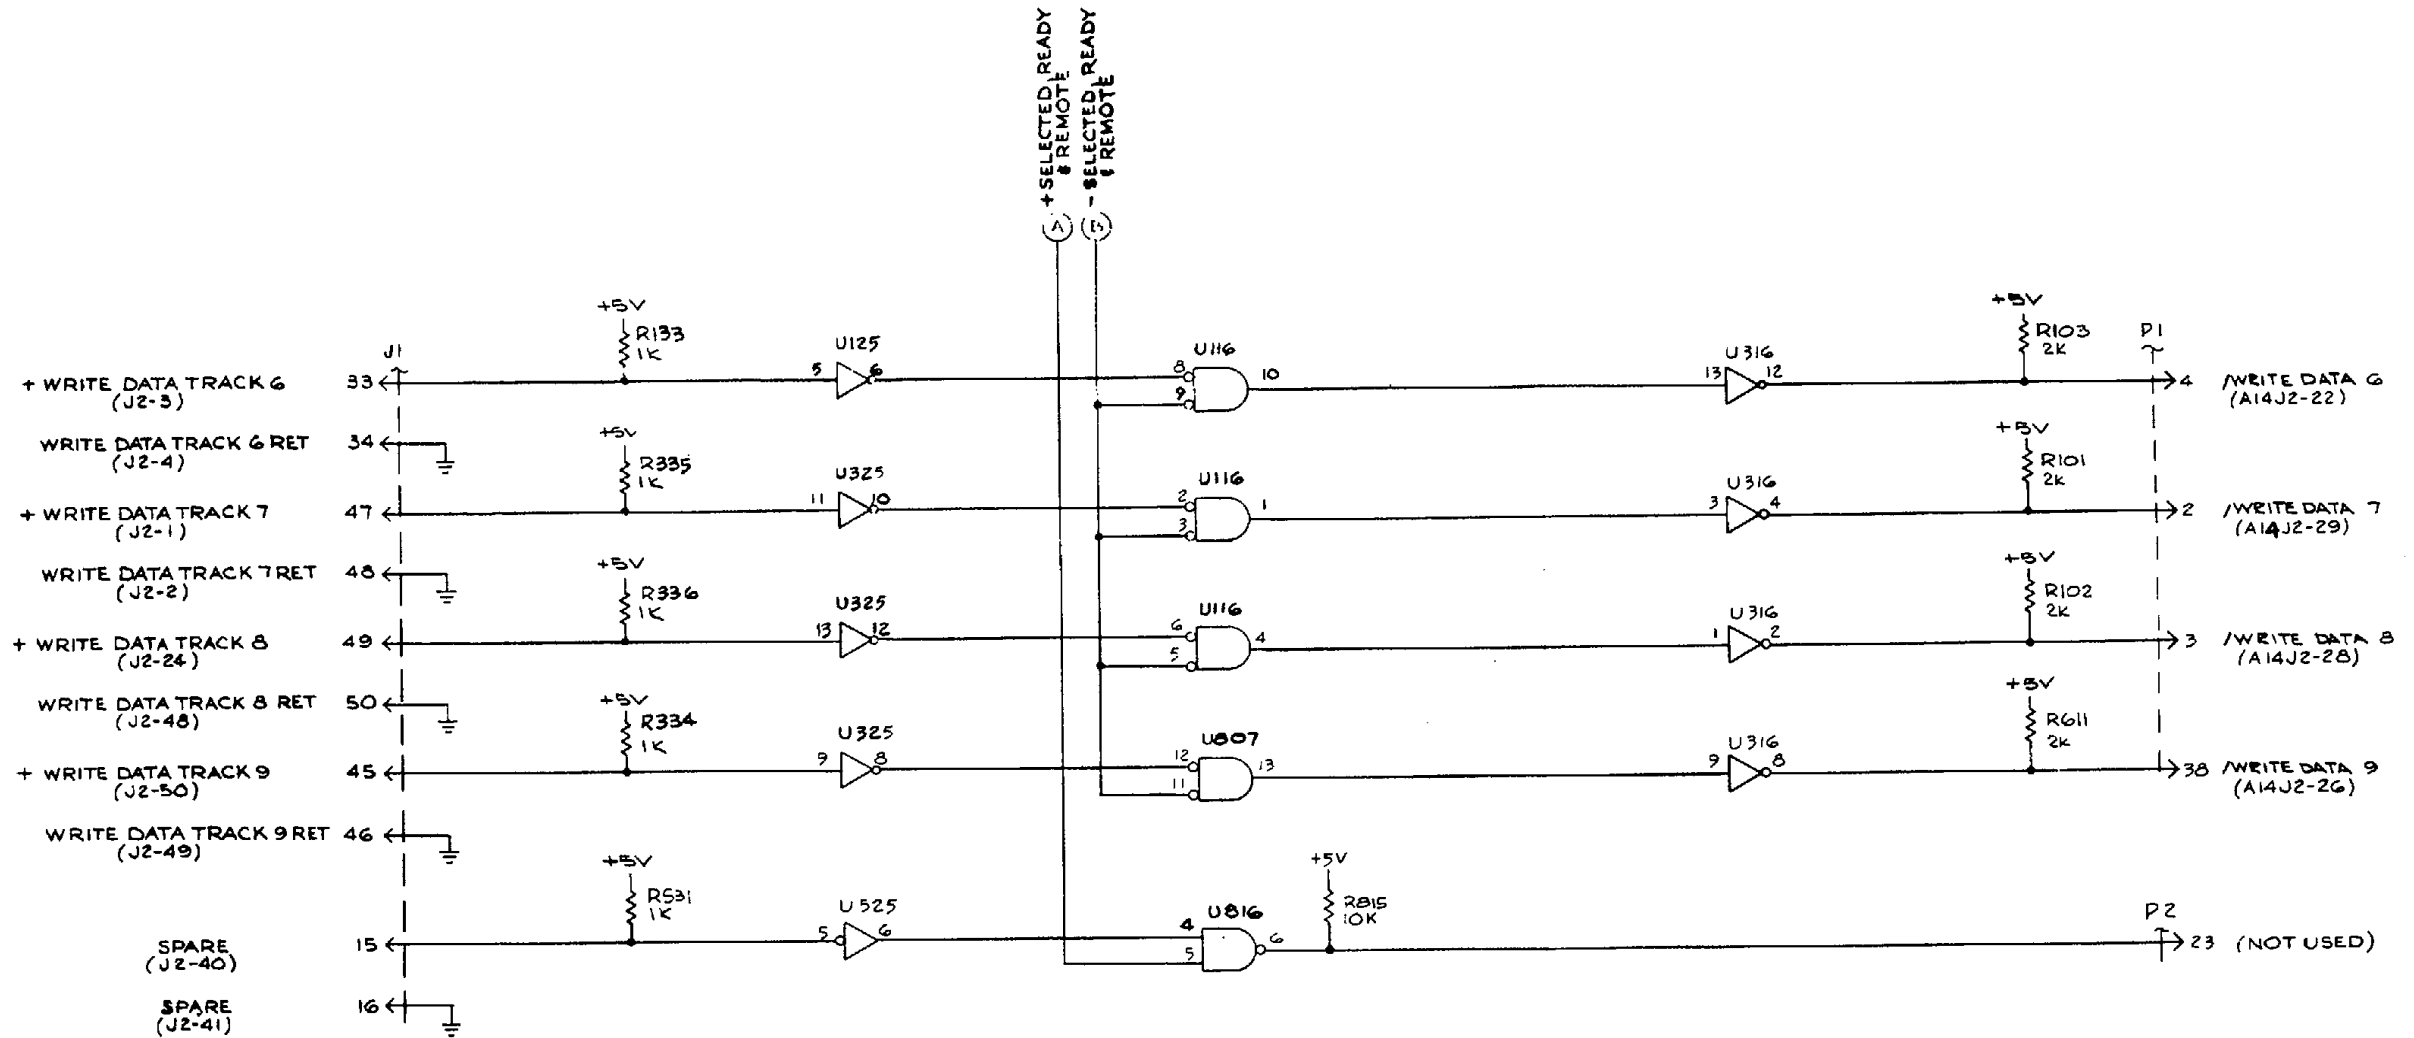 +SELECTED READY
& REMOTE
-SELECTED READY
& REMOTE
A
+5V
R133
1K
U125
5
6
U116
8
9
10
U316
13
12
+5V
R103
2K
J1
P1
+ WRITE DATA TRACK 6
(J2-3)
33
4
/WRITE DATA 6
(A14J2-22)
WRITE DATA TRACK 6 RET
(J2-4)
34
+5V
R335
1K
U325
11
10
U116
2
3
1
U316
3
4
+5V
R101
2K
+ WRITE DATA TRACK 7
(J2-1)
47
2
/WRITE DATA 7
(A14J2-29)
WRITE DATA TRACK 7 RET
(J2-2)
48
+5V
R336
1K
U325
13
12
U116
6
5
4
U316
1
2
+5V
R102
2K
+ WRITE DATA TRACK 8
(J2-24)
49
3
/WRITE DATA 8
(A14J2-28)
WRITE DATA TRACK 8 RET
(J2-48)
50
+5V
R334
1K
U325
9
8
U807
12
11
13
U316
9
8
+5V
R611
2K
+ WRITE DATA TRACK 9
(J2-50)
45
38
/WRITE DATA 9
(A14J2-26)
WRITE DATA TRACK 9 RET
(J2-49)
46
+5V
R531
1K
U525
5
6
U816
4
5
6
+5V
R815
10K
P2
SPARE
(J2-40)
15
23 (NOT USED)
SPARE
(J2-41)
16